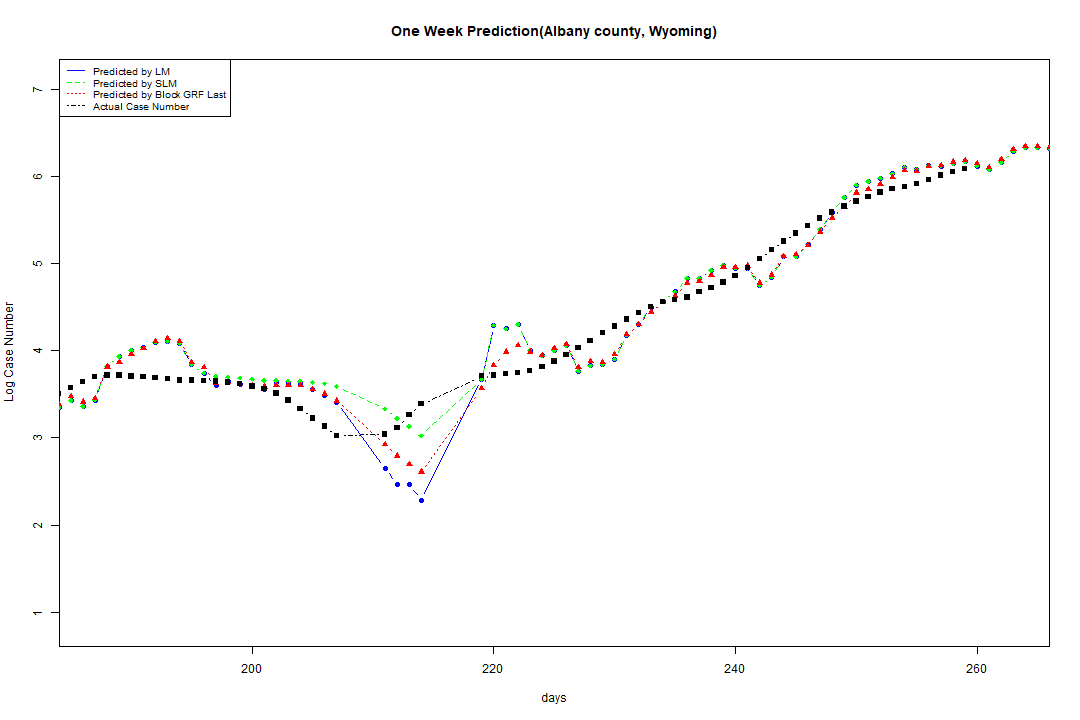 One Week Prediction(Albany county, Wyoming)
Predicted by LM
Predicted by SLM
Predicted by Block GRF Last
Actual Case Number
7
6
5
4
3
2
1
Log Case Number
200
220
240
260
days